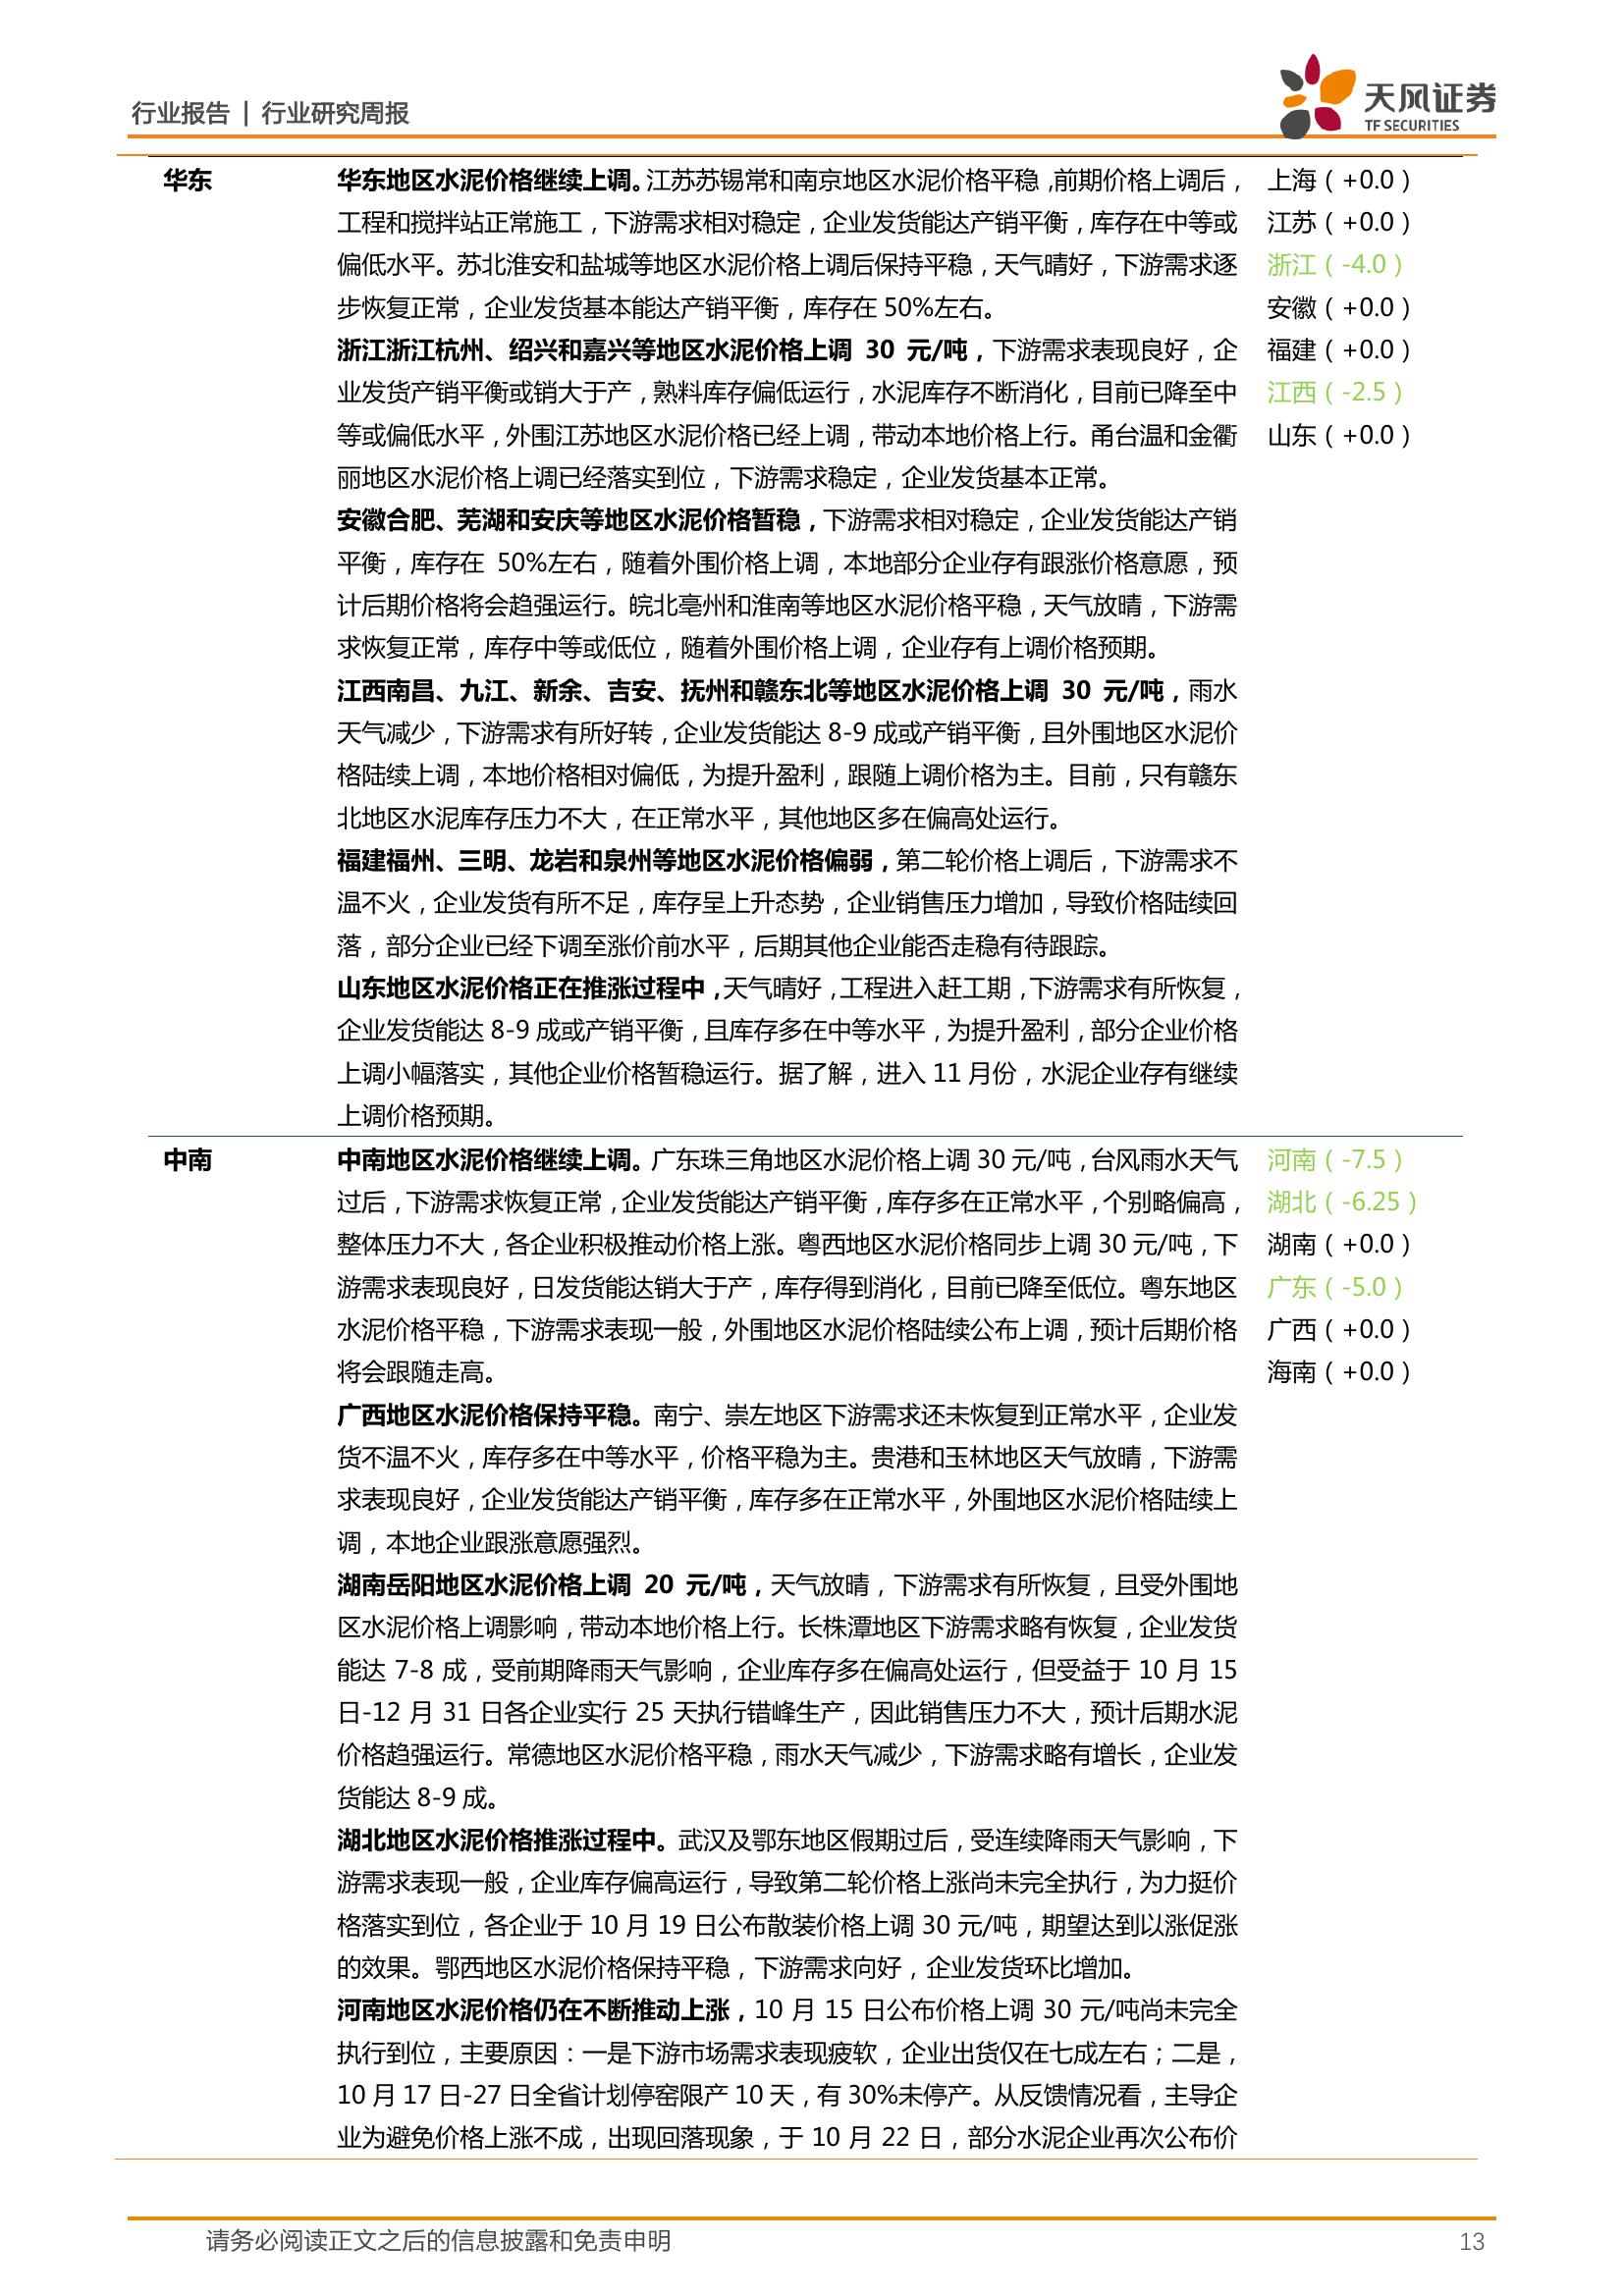 行业报告 | 行业研究周报
天风证券
TF SECURITIES
华东
华东地区水泥价格继续上调。江苏苏锡常和南京地区水泥价格平稳，前期价格上调后，
工程和搅拌站正常施工，下游需求相对稳定，企业发货能达产销平衡，库存在中等或
偏低水平。苏北淮安和盐城等地区水泥价格上调后保持平稳，天气晴好，下游需求逐
步恢复正常，企业发货基本能达产销平衡，库存在 50%左右。
浙江浙江杭州、绍兴和嘉兴等地区水泥价格上调 30 元/吨，下游需求表现良好，企
业发货产销平衡或销大于产，熟料库存偏低运行，水泥库存不断消化，目前已降至中
等或偏低水平，外围江苏地区水泥价格已经上调，带动本地价格上行。甬台温和金衢
丽地区水泥价格上调已经落实到位，下游需求稳定，企业发货基本正常。
安徽合肥、芜湖和安庆等地区水泥价格暂稳，下游需求相对稳定，企业发货能达产销
平衡，库存在 50%左右，随着外围价格上调，本地部分企业存有跟涨价格意愿，预
计后期价格将会趋强运行。皖北亳州和淮南等地区水泥价格平稳，天气放晴，下游需
求恢复正常，库存中等或低位，随着外围价格上调，企业存有上调价格预期。
江西南昌、九江、新余、吉安、抚州和赣东北等地区水泥价格上调 30 元/吨，雨水
天气减少，下游需求有所好转，企业发货能达 8-9 成或产销平衡，且外围地区水泥价
格陆续上调，本地价格相对偏低，为提升盈利，跟随上调价格为主。目前，只有赣东
北地区水泥库存压力不大，在正常水平，其他地区多在偏高处运行。
福建福州、三明、龙岩和泉州等地区水泥价格偏弱，第二轮价格上调后，下游需求不
温不火，企业发货有所不足，库存呈上升态势，企业销售压力增加，导致价格陆续回
落，部分企业已经下调至涨价前水平，后期其他企业能否走稳有待跟踪。
山东地区水泥价格正在推涨过程中，天气晴好，工程进入赶工期，下游需求有所恢复，
企业发货能达 8-9 成或产销平衡，且库存多在中等水平，为提升盈利，部分企业价格
上调小幅落实，其他企业价格暂稳运行。据了解，进入 11 月份，水泥企业存有继续
上调价格预期。
上海（+0.0）
江苏（+0.0）
浙江（-4.0）
安徽（+0.0）
福建（+0.0）
江西（-2.5）
山东（+0.0）
中南
中南地区水泥价格继续上调。广东珠三角地区水泥价格上调 30 元/吨，台风雨水天气
过后，下游需求恢复正常，企业发货能达产销平衡，库存多在正常水平，个别略偏高，
整体压力不大，各企业积极推动价格上涨。粤西地区水泥价格同步上调 30 元/吨，下
游需求表现良好，日发货能达销大于产，库存得到消化，目前已降至低位。粤东地区
水泥价格平稳，下游需求表现一般，外围地区水泥价格陆续公布上调，预计后期价格
将会跟随走高。
广西地区水泥价格保持平稳。南宁、崇左地区下游需求还未恢复到正常水平，企业发
货不温不火，库存多在中等水平，价格平稳为主。贵港和玉林地区天气放晴，下游需
求表现良好，企业发货能达产销平衡，库存多在正常水平，外围地区水泥价格陆续上
调，本地企业跟涨意愿强烈。
湖南岳阳地区水泥价格上调 20 元/吨，天气放晴，下游需求有所恢复，且受外围地
区水泥价格上调影响，带动本地价格上行。长株潭地区下游需求略有恢复，企业发货
能达 7-8 成，受前期降雨天气影响，企业库存多在偏高处运行，但受益于 10 月 15
日-12 月 31 日各企业实行 25 天执行错峰生产，因此销售压力不大，预计后期水泥
价格趋强运行。常德地区水泥价格平稳，雨水天气减少，下游需求略有增长，企业发
货能达 8-9 成。
湖北地区水泥价格推涨过程中。武汉及鄂东地区假期过后，受连续降雨天气影响，下
游需求表现一般，企业库存偏高运行，导致第二轮价格上涨尚未完全执行，为力挺价
格落实到位，各企业于 10 月 19 日公布散装价格上调 30 元/吨，期望达到以涨促涨
的效果。鄂西地区水泥价格保持平稳，下游需求向好，企业发货环比增加。
河南地区水泥价格仍在不断推动上涨，10 月 15 日公布价格上调 30 元/吨尚未完全
执行到位，主要原因：一是下游市场需求表现疲软，企业出货仅在七成左右；二是，
10 月 17 日-27 日全省计划停窑限产 10 天，有 30%未停产。从反馈情况看，主导企
业为避免价格上涨不成，出现回落现象，于 10 月 22 日，部分水泥企业再次公布价
河南（-7.5）
湖北（-6.25）
湖南（+0.0）
广东（-5.0）
广西（+0.0）
海南（+0.0）
请务必阅读正文之后的信息披露和免责申明
13